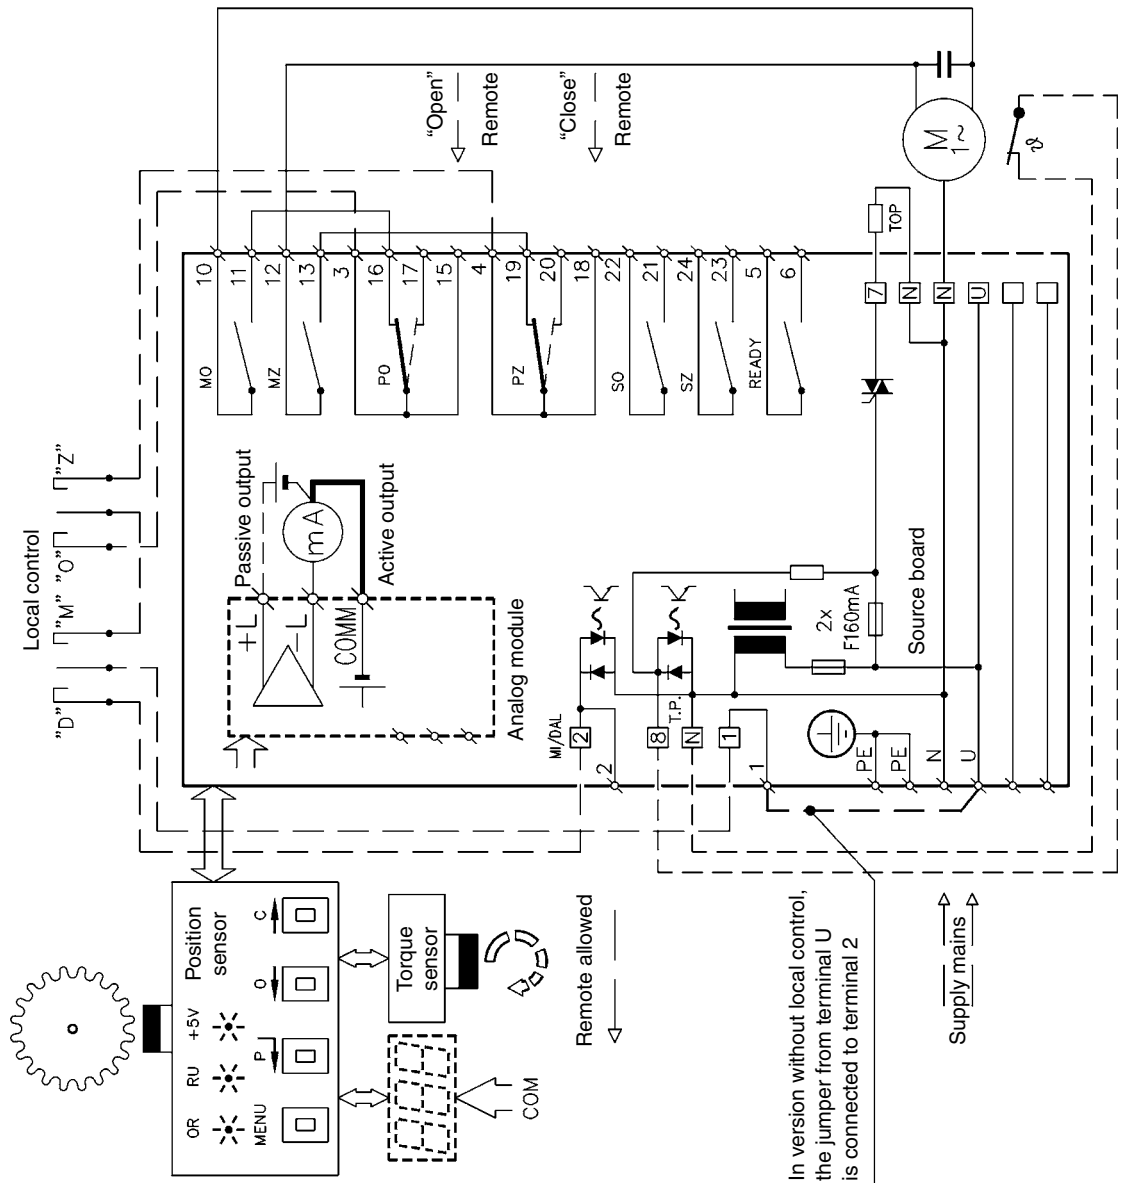 Local control
"D"
"M"
"O"
"Z"
"Open"
Remote
"Close"
Remote
10
11
12
13
3
16
17
15
4
19
20
18
22
21
24
23
5
6
MO
MZ
PO
PZ
SO
SZ
READY
M
1~
ϑ
TOP
7
N
N
U
Passive output
mA
Active output
+L
-L
COMM
Analog module
Source board
2x
F160mA
MI/DAL
2
2
8
T.P.
N
1
1
PE
PE
N
U
Position
sensor
OR
RU
+5V
MENU
P
O
C
Torque
sensor
COM
Remote allowed
Supply mains
In version without local control,
the jumper from terminal U
is connected to terminal 2